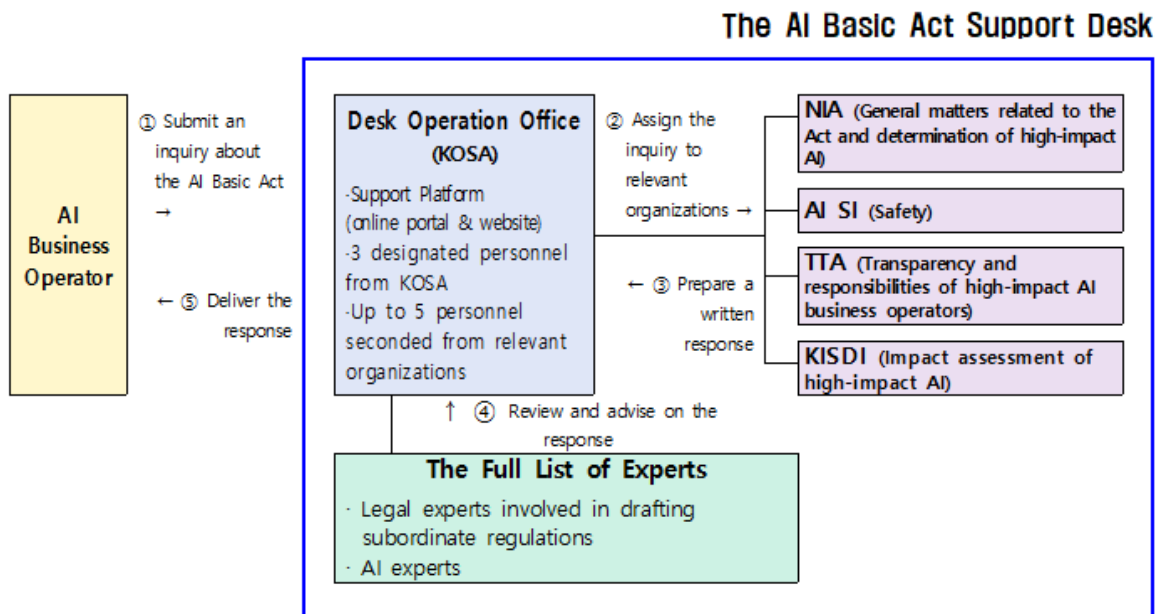 The AI Basic Act Support Desk
AI
Business
Operator
① Submit an
inquiry about
the AI Basic Act
→
← ⑤ Deliver the
response
Desk Operation Office
(KOSA)
·Support Platform
(online portal & website)
·3 designated personnel
from KOSA
·Up to 5 personnel
seconded from relevant
organizations
② Assign the
inquiry to
relevant
organizations →
← ③ Prepare a
written
response
NIA (General matters related to the
Act and determination of high-impact
AI)
AI SI (Safety)
TTA (Transparency and
responsibilities of high-impact AI
business operators)
KISDI (Impact assessment of
high-impact AI)
↑ ④ Review and advise on the
response
The Full List of Experts
· Legal experts involved in drafting
subordinate regulations
· AI experts